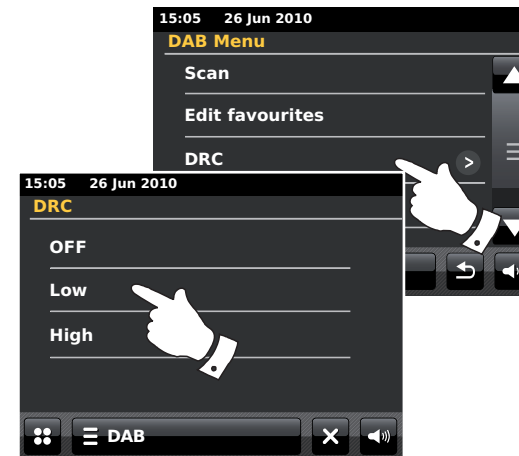 15:05 26 Jun 2010
DAB Menu
Scan
Edit favourites
DRC
15:05 26 Jun 2010
DRC
OFF
Low
High
DAB